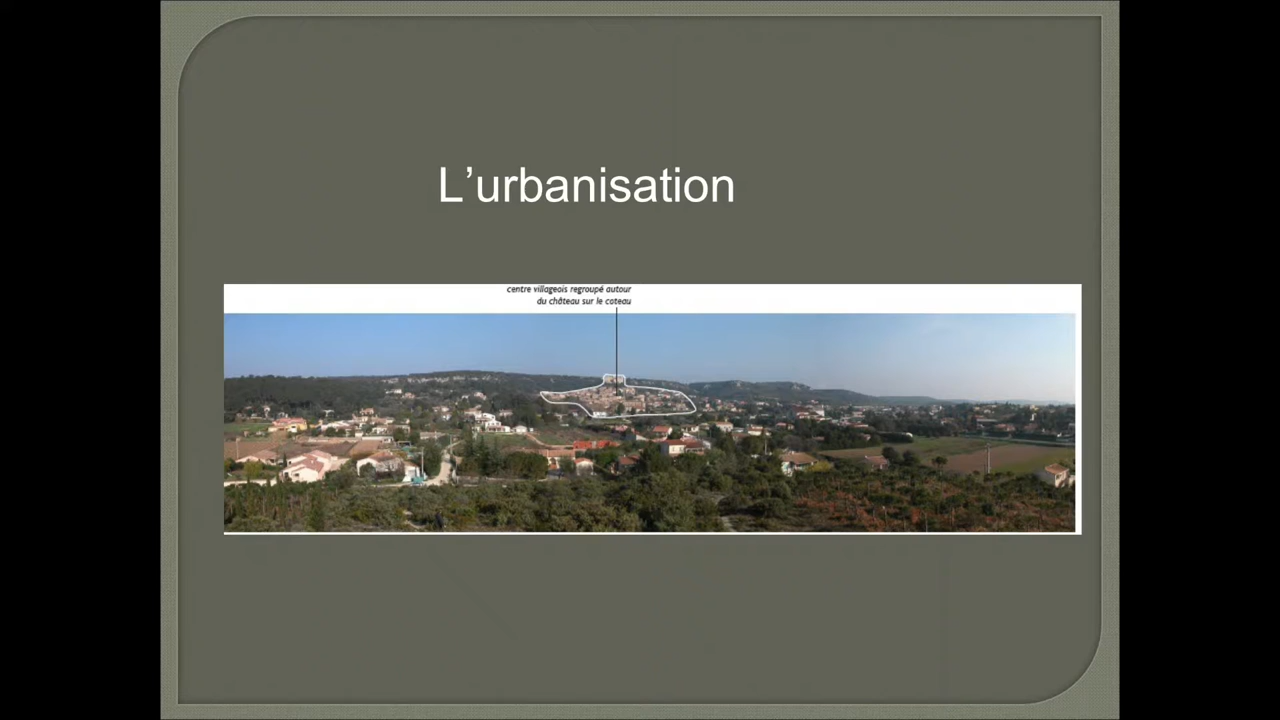 L’urbanisation
centre villageois regroupé autour
du château sur le coteau